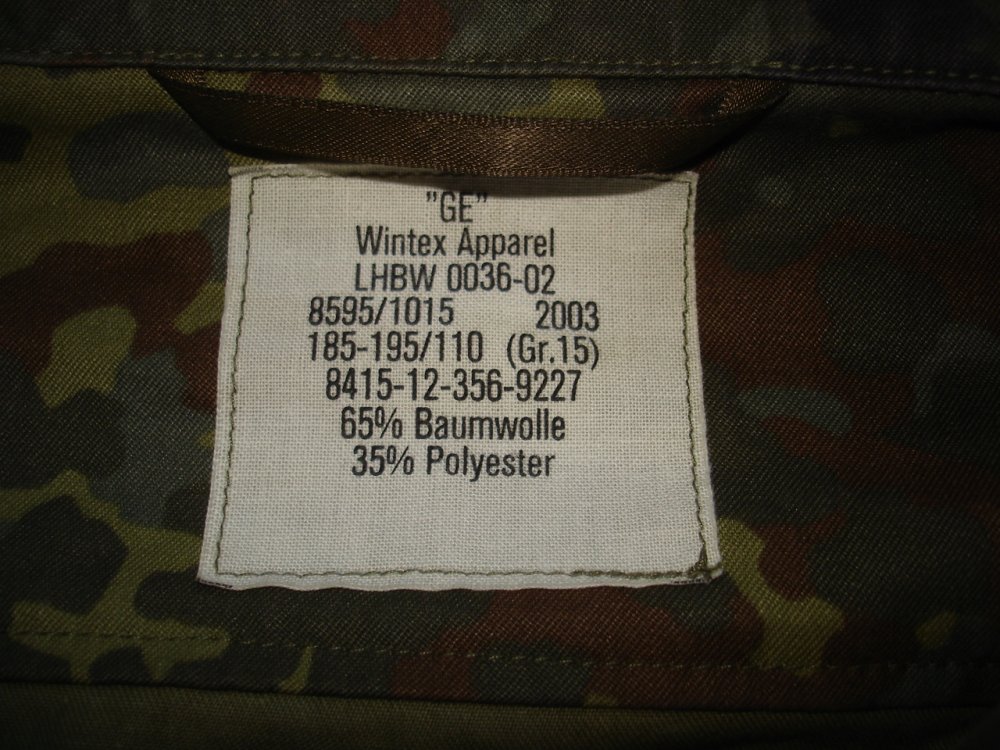 "GE"
Wintex Apparel
LHBW 0036-02
8595/1015 2003
185-195/110 (Gr.15)
8415-12-356-9227
65% Baumwolle
35% Polyester